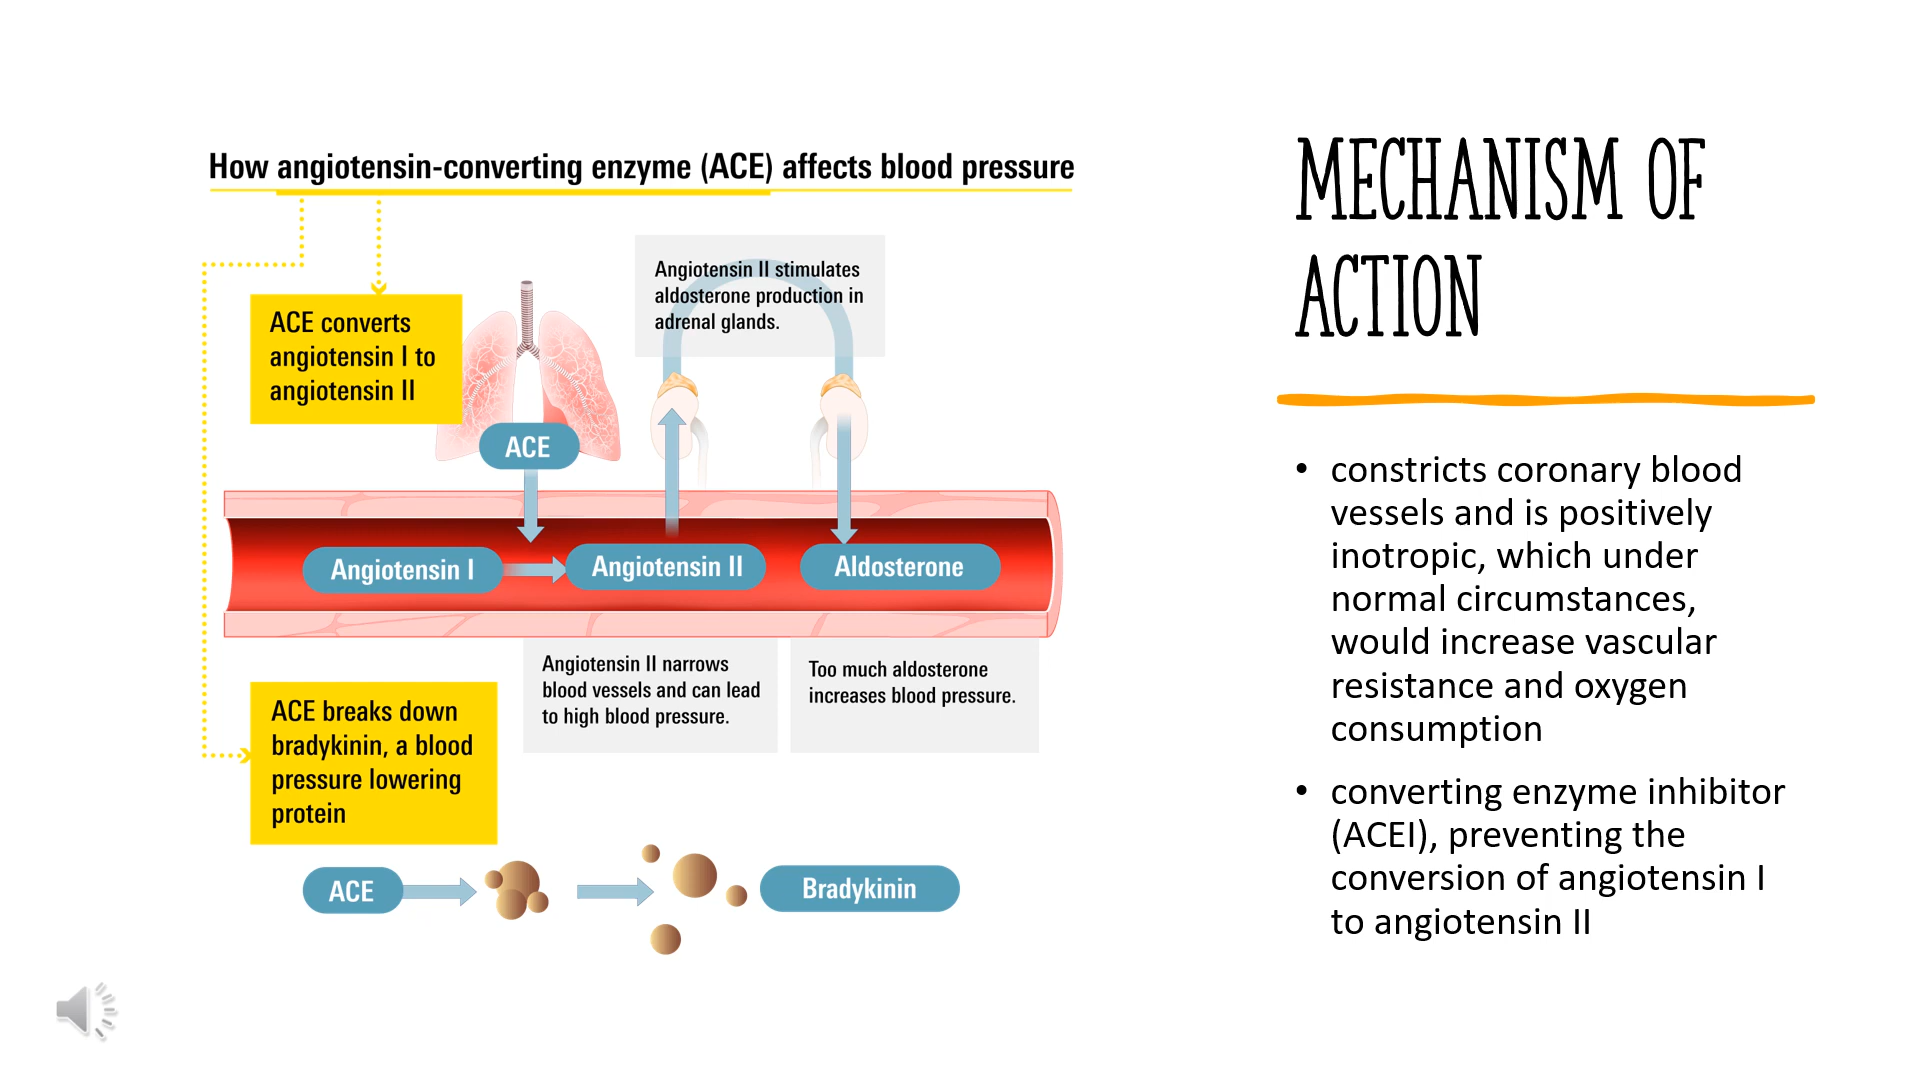 How angiotensin-converting enzyme (ACE) affects blood pressure
Angiotensin II stimulates
aldosterone production in
adrenal glands.
ACE converts
angiotensin I to
angiotensin II
ACE
Angiotensin I
Angiotensin II
Aldosterone
Angiotensin II narrows
blood vessels and can lead
to high blood pressure.
Too much aldosterone
increases blood pressure.
ACE breaks down
bradykinin, a blood
pressure lowering
protein
ACE
Bradykinin
MECHANISM OF
ACTION
• constricts coronary blood
vessels and is positively
inotropic, which under
normal circumstances,
would increase vascular
resistance and oxygen
consumption
• converting enzyme inhibitor
(ACEI), preventing the
conversion of angiotensin I
to angiotensin II